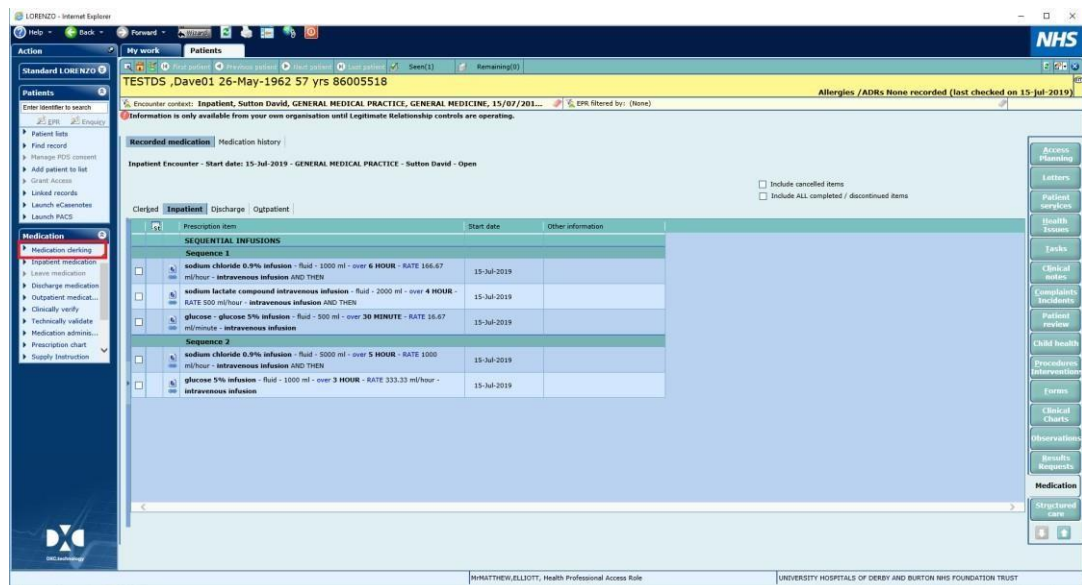 LORENZO - Internet Explorer
Help Back Forward Wizards
NHS
Action My work Patients
Standard LORENZO
First patient Previous patient Next patient Last patient Seen(1) Remaining(0)
TESTDS ,Dave01 26-May-1962 57 yrs 86005518
Allergies /ADRs None recorded (last checked on 15-Jul-2019)
Patients
Enter Identifier to search
EPR Enquiry
Patient lists
Find record
Manage PDS consent
Add patient to list
Grant Access
Linked records
Launch eCasenotes
Launch PACS
Medication
Medication clerking
Inpatient medication
Leave medication
Discharge medication
Outpatient medicat...
Clinically verify
Technically validate
Medication adminis...
Prescription chart
Supply Instruction
DXC.technology
Encounter context: Inpatient, Sutton David, GENERAL MEDICAL PRACTICE, GENERAL MEDICINE, 15/07/201... EPR filtered by: (None)
Information is only available from your own organisation until Legitimate Relationship controls are operating.
Recorded medication Medication history
Inpatient Encounter - Start date: 15-Jul-2019 - GENERAL MEDICAL PRACTICE - Sutton David - Open
Include cancelled items
Include ALL completed / discontinued items
Clerked Inpatient Discharge Outpatient
Prescription item Start date Other information
SEQUENTIAL INFUSIONS
Sequence 1
sodium chloride 0.9% infusion - fluid - 1000 ml - over 6 HOUR - RATE 166.67
ml/hour - intravenous infusion AND THEN
15-Jul-2019
sodium lactate compound intravenous infusion - fluid - 2000 ml - over 4 HOUR -
RATE 500 ml/hour - intravenous infusion AND THEN
15-Jul-2019
glucose - glucose 5% infusion - fluid - 500 ml - over 30 MINUTE - RATE 16.67
ml/minute - intravenous infusion
15-Jul-2019
Sequence 2
sodium chloride 0.9% infusion - fluid - 5000 ml - over 5 HOUR - RATE 1000
ml/hour - intravenous infusion AND THEN
15-Jul-2019
glucose 5% infusion - fluid - 1000 ml - over 3 HOUR - RATE 333.33 ml/hour -
intravenous infusion
15-Jul-2019
Access
Planning
Letters
Patient
services
Health
Issues
Tasks
Clinical
notes
Complaints
Incidents
Patient
review
Child health
Procedures
Interventions
Forms
Clinical
Charts
Observations
Results
Requests
Medication
Structured
care
MrMATTHEW,ELLIOTT, Health Professional Access Role
UNIVERSITY HOSPITALS OF DERBY AND BURTON NHS FOUNDATION TRUST